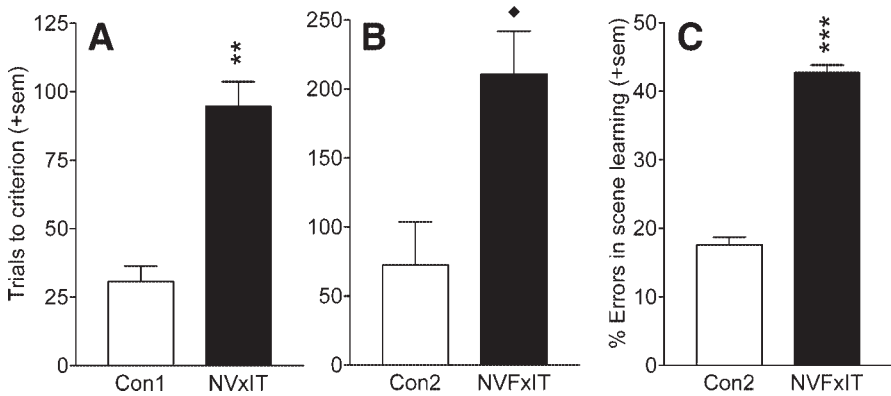 A
B
C
Trials to criterion (+sem)
125
100
75
50
25
0
**
Con1
NVxIT
250
200
150
100
50
0
◆
Con2
NVFxIT
% Errors in scene learning (+sem)
50
40
30
20
10
0
***
Con2
NVFxIT